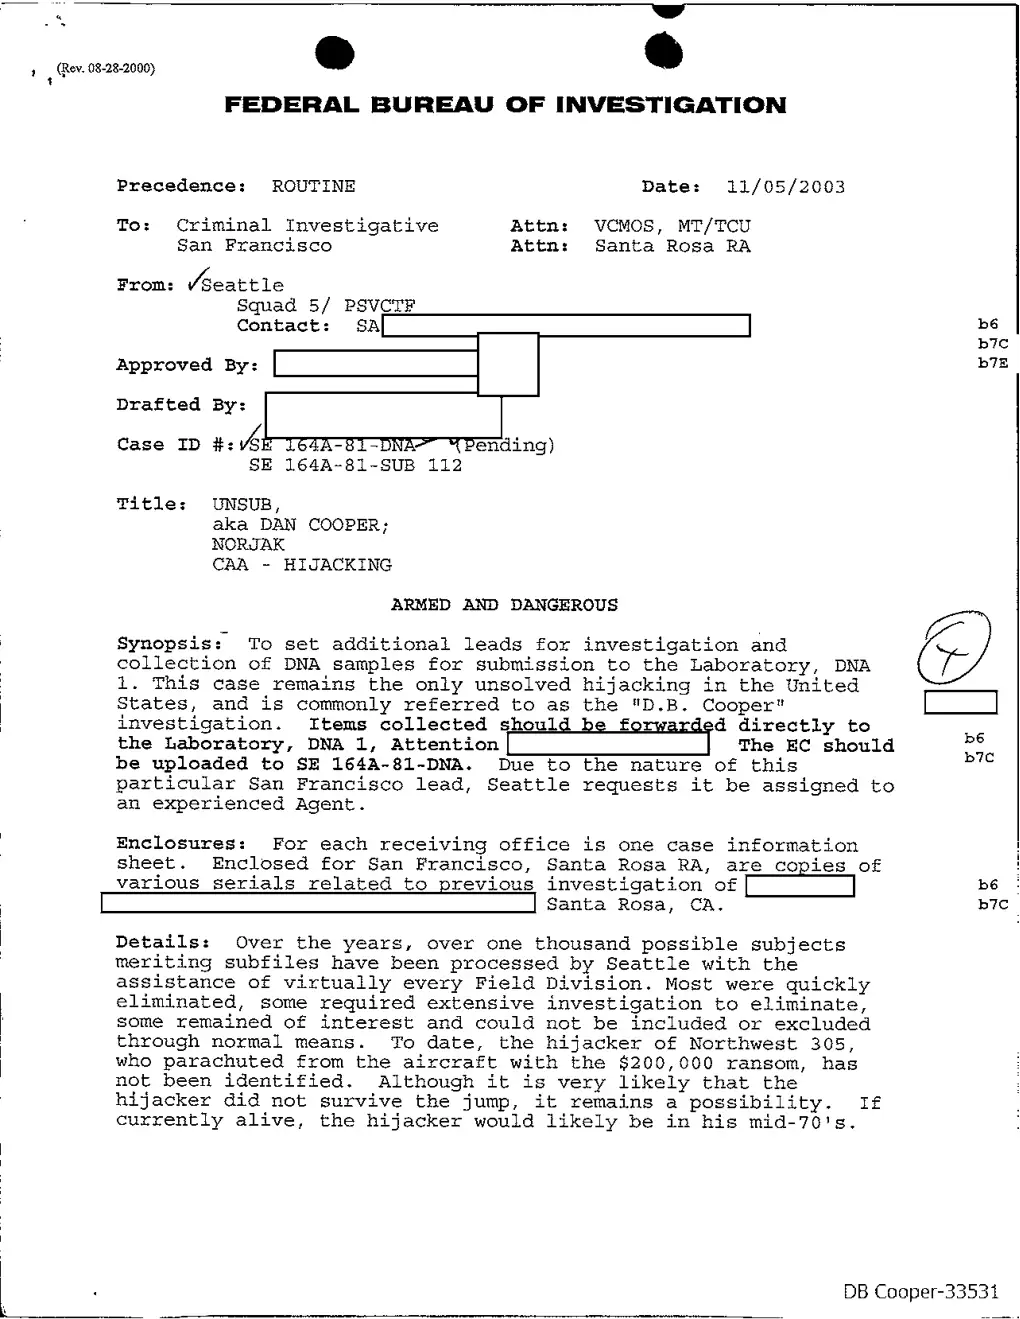 (Rev. 08-28-2000)
FEDERAL BUREAU OF INVESTIGATION
Precedence: ROUTINE Date: 11/05/2003
To: Criminal Investigative Attn: VCMOS, MT/TCU
San Francisco Attn: Santa Rosa RA
From: Seattle
Squad 5/ PSVCTF
Contact: SA
b6
b7C
b7E
Approved By:
Drafted By:
Case ID #: SE 164A-81-DNA (Pending)
SE 164A-81-SUB 112
Title: UNSUB,
aka DAN COOPER;
NORJAK
CAA - HIJACKING
ARMED AND DANGEROUS
Synopsis: To set additional leads for investigation and
collection of DNA samples for submission to the Laboratory, DNA
1. This case remains the only unsolved hijacking in the United
States, and is commonly referred to as the "D.B. Cooper"
investigation. Items collected should be forwarded directly to
the Laboratory, DNA 1, Attention The EC should
be uploaded to SE 164A-81-DNA. Due to the nature of this
particular San Francisco lead, Seattle requests it be assigned to
an experienced Agent.
b6
b7C
Enclosures: For each receiving office is one case information
sheet. Enclosed for San Francisco, Santa Rosa RA, are copies of
various serials related to previous investigation of
Santa Rosa, CA.
b6
b7C
Details: Over the years, over one thousand possible subjects
meriting subfiles have been processed by Seattle with the
assistance of virtually every Field Division. Most were quickly
eliminated, some required extensive investigation to eliminate,
some remained of interest and could not be included or excluded
through normal means. To date, the hijacker of Northwest 305,
who parachuted from the aircraft with the $200,000 ransom, has
not been identified. Although it is very likely that the
hijacker did not survive the jump, it remains a possibility. If
currently alive, the hijacker would likely be in his mid-70's.
DB Cooper-33531